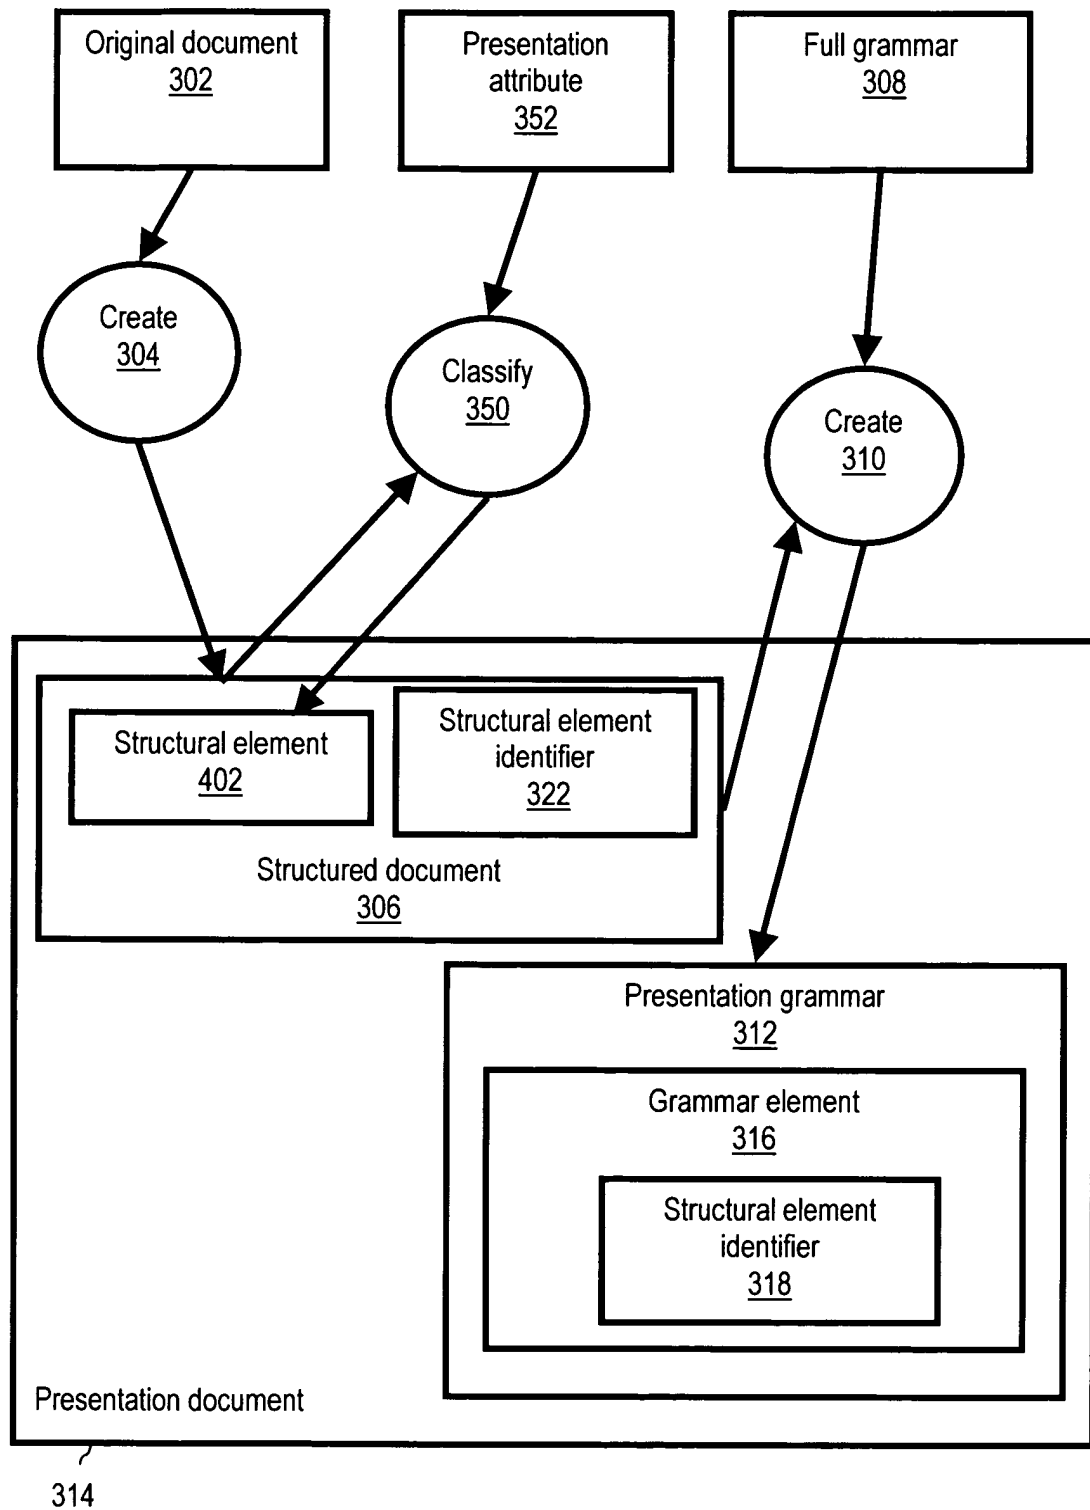 Original document
302
Presentation
attribute
352
Full grammar
308
Create
304
Classify
350
Create
310
Structural element
402
Structural element
identifier
322
Structured document
306
Presentation grammar
312
Grammar element
316
Structural element
identifier
318
Presentation document
314